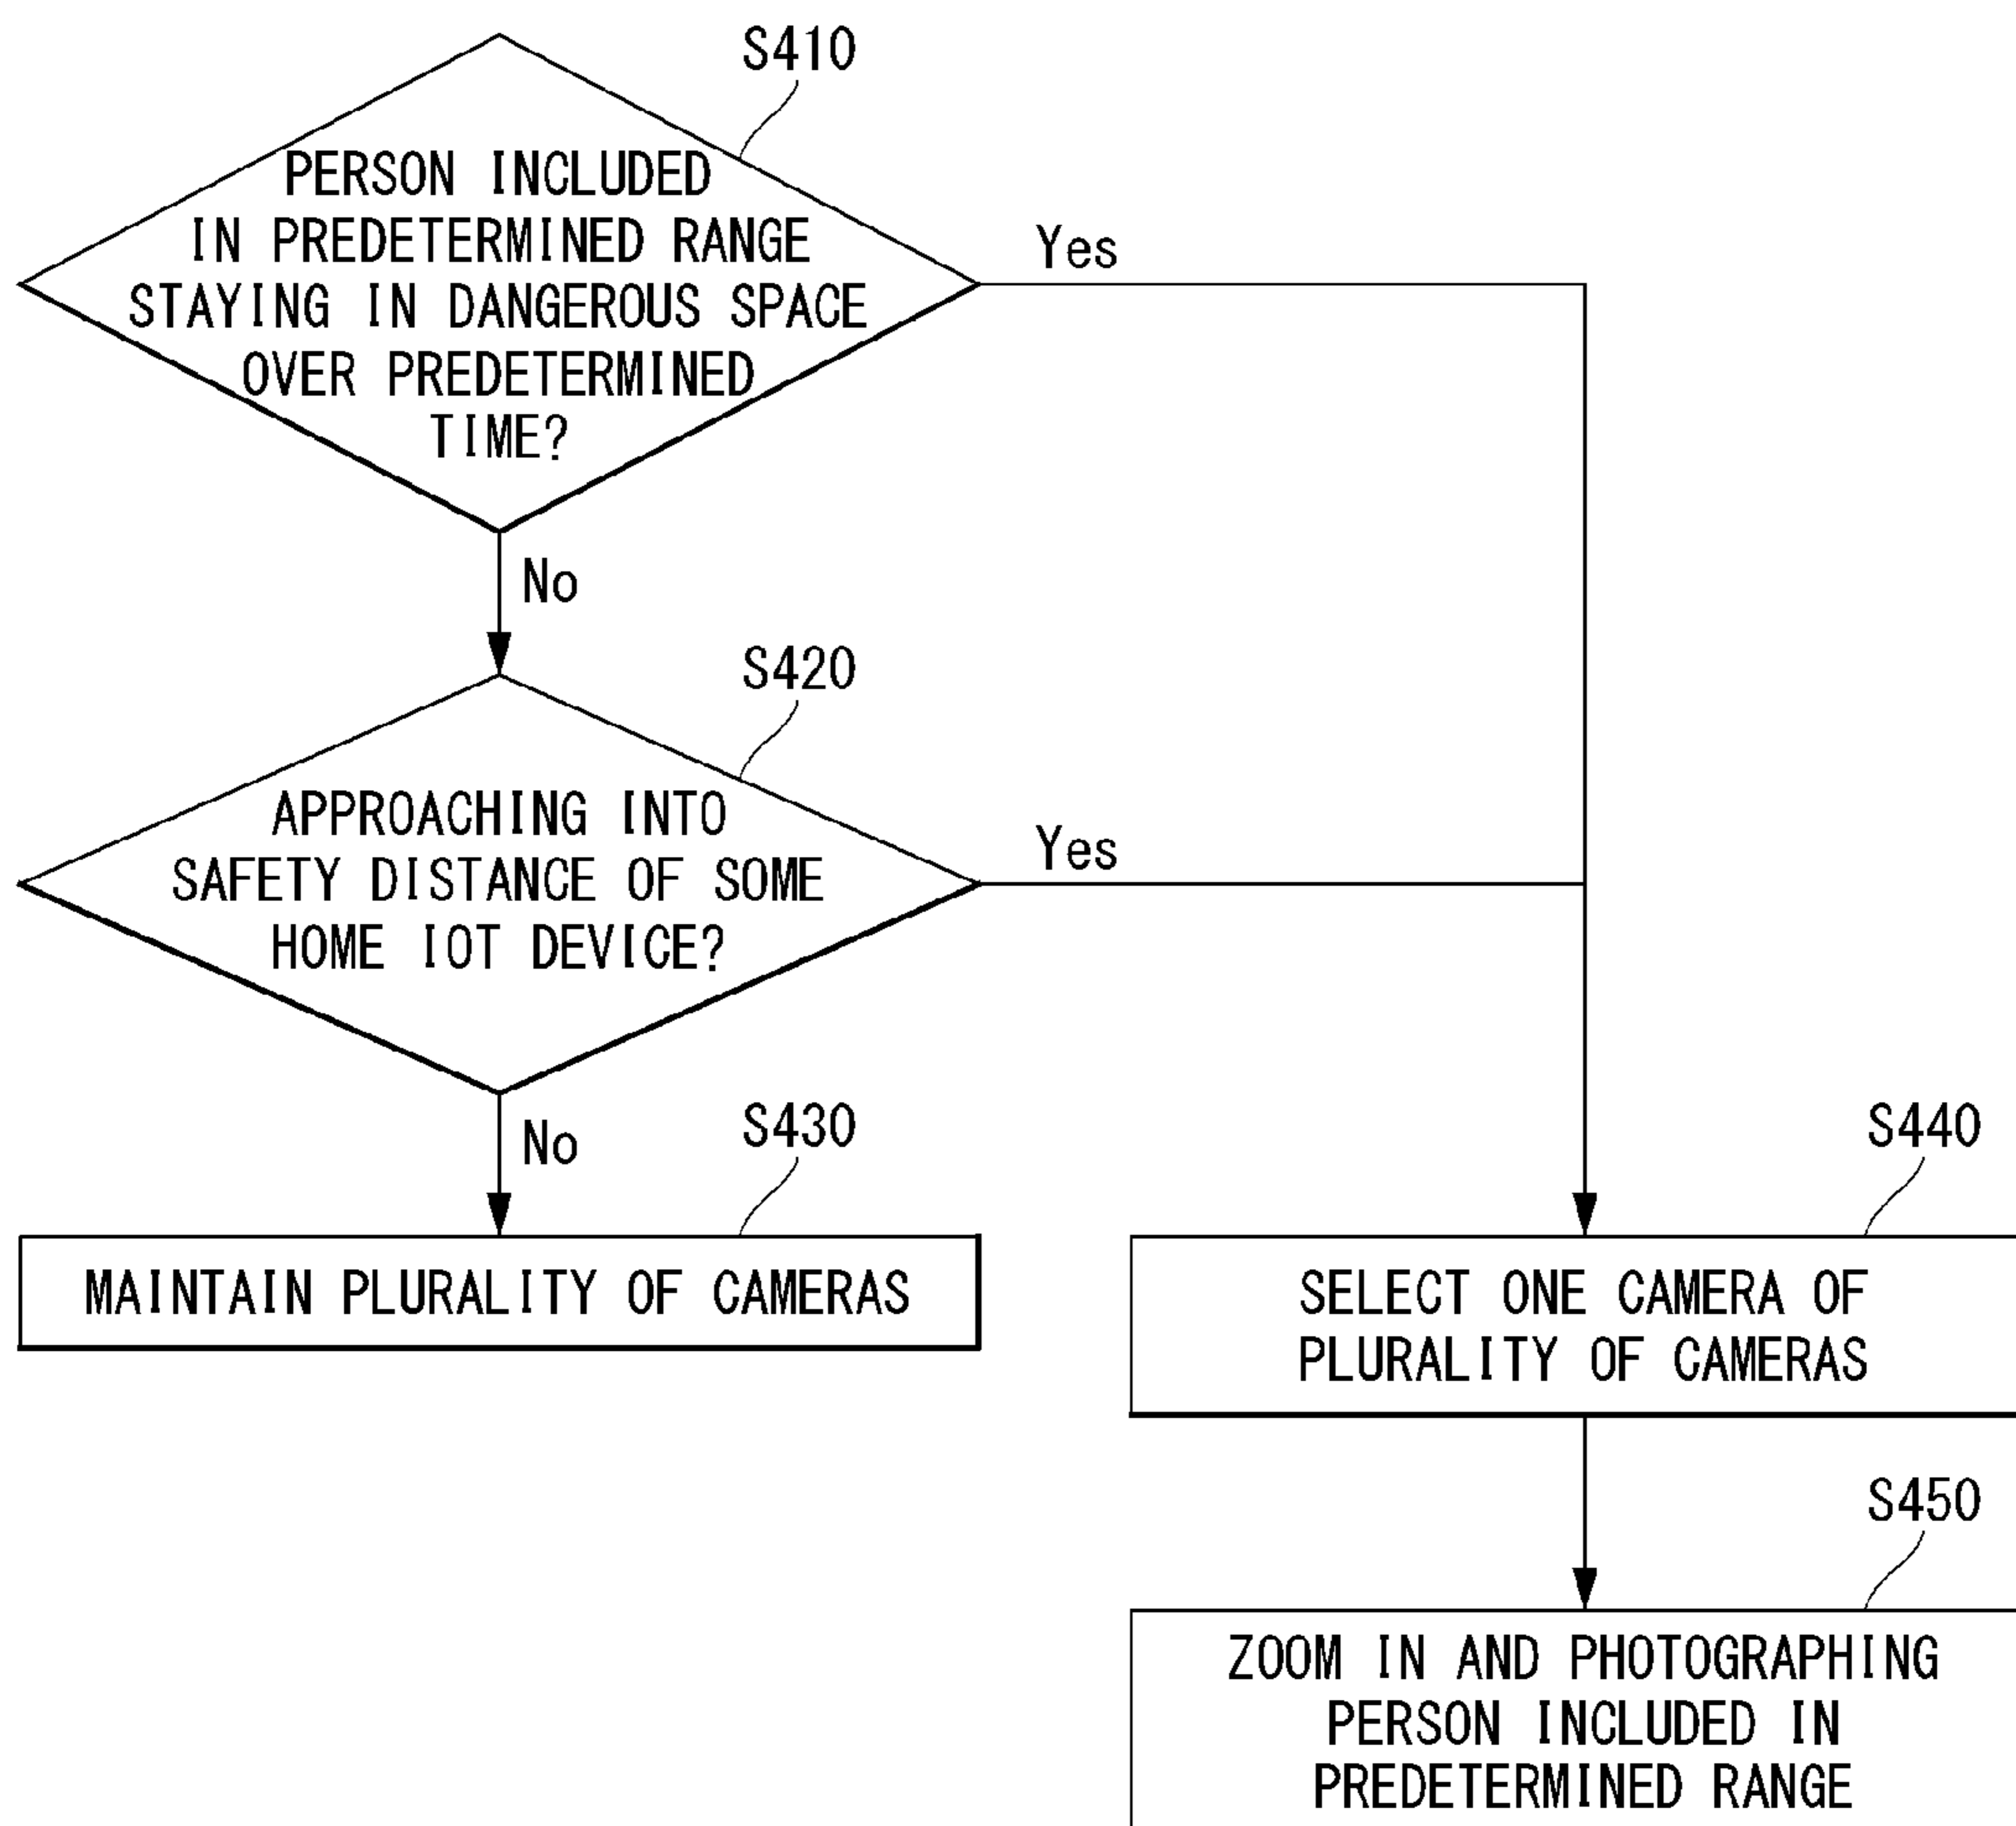 S410
PERSON INCLUDED
IN PREDETERMINED RANGE
STAYING IN DANGEROUS SPACE
OVER PREDETERMINED
TIME?
Yes
No
S420
APPROACHING INTO
SAFETY DISTANCE OF SOME
HOME IOT DEVICE?
Yes
No
S430
MAINTAIN PLURALITY OF CAMERAS
S440
SELECT ONE CAMERA OF
PLURALITY OF CAMERAS
S450
ZOOM IN AND PHOTOGRAPHING
PERSON INCLUDED IN
PREDETERMINED RANGE